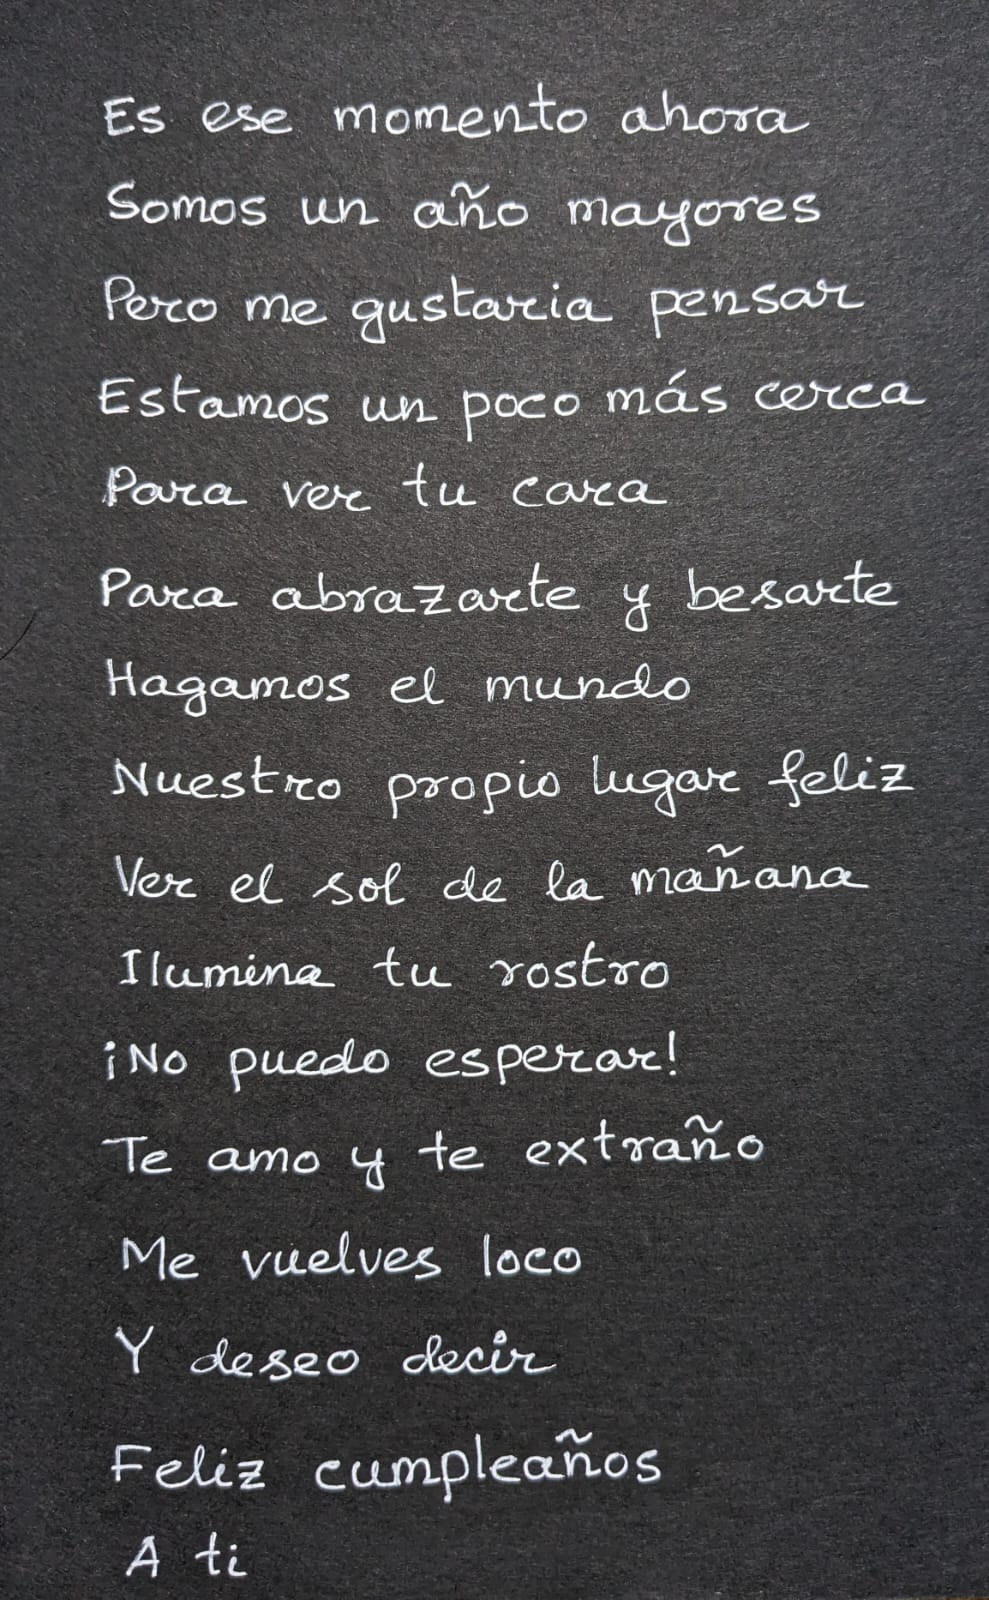 Es ese momento ahora
Somos un año mayores
Pero me gustaria pensar
Estamos un poco más cerca
Para ver tu cara
Para abrazarte y besarte
Hagamos el mundo
Nuestro propio lugar feliz
Ver el sol de la mañana
Ilumina tu rostro
¡No puedo esperar!
Te amo y te extraño
Me vuelves loco
Y deseo decir
Feliz cumpleaños
A ti